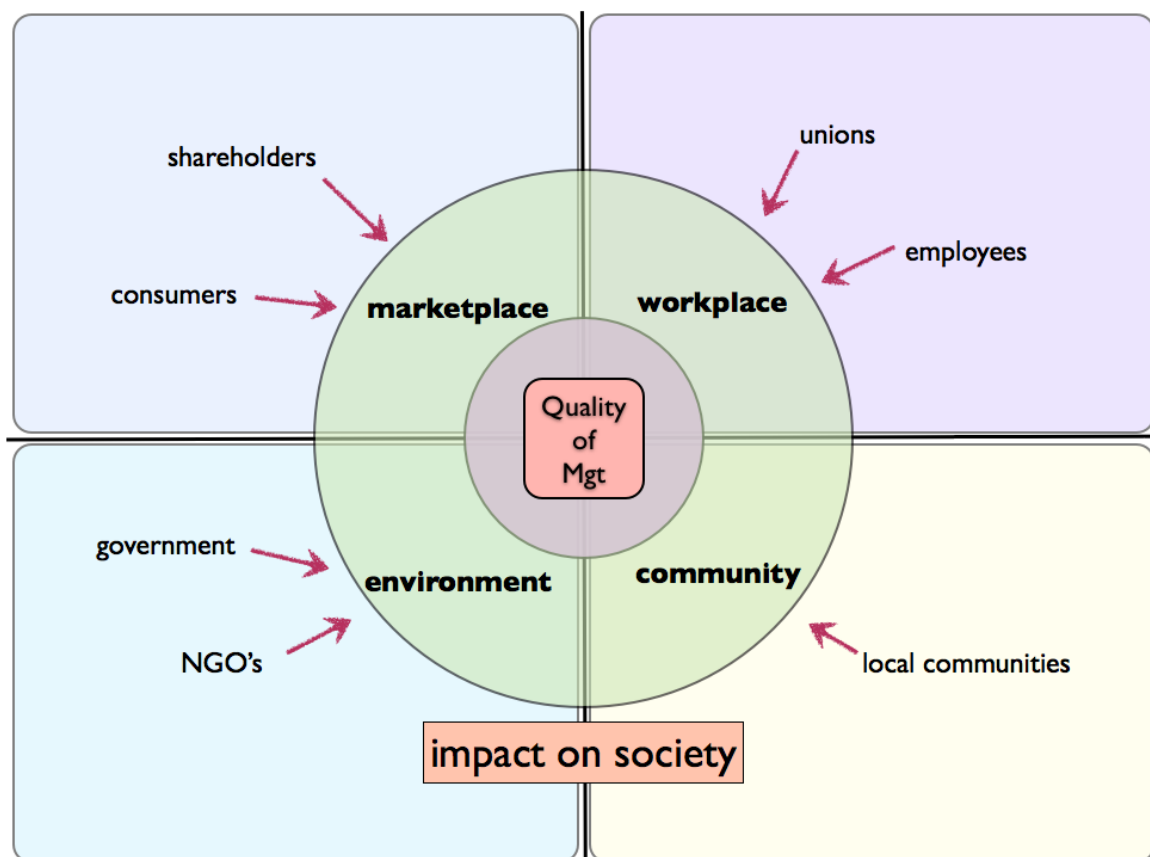 unions
shareholders
employees
consumers
marketplace
workplace
Quality
of
Mgt
government
environment
community
NGO's
local communities
impact on society